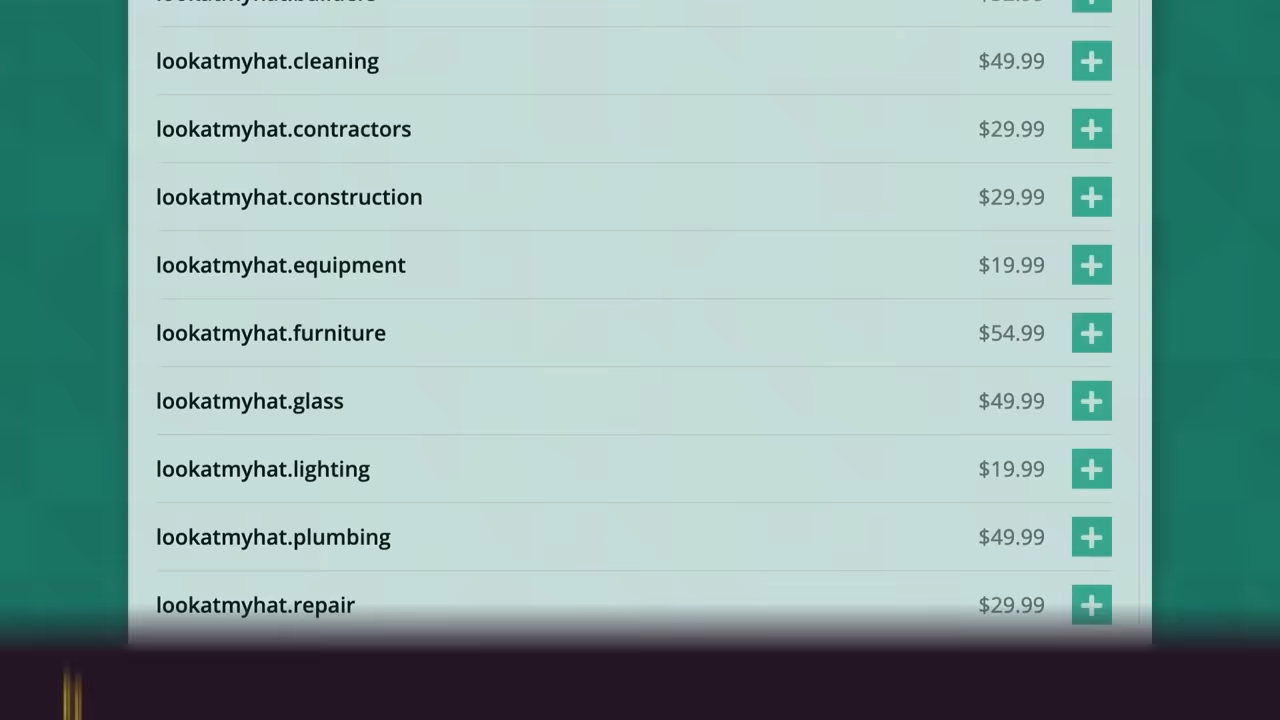 lookatmyhat.cleaning $49.99
lookatmyhat.contractors $29.99
lookatmyhat.construction $29.99
lookatmyhat.equipment $19.99
lookatmyhat.furniture $54.99
lookatmyhat.glass $49.99
lookatmyhat.lighting $19.99
lookatmyhat.plumbing $49.99
lookatmyhat.repair $29.99